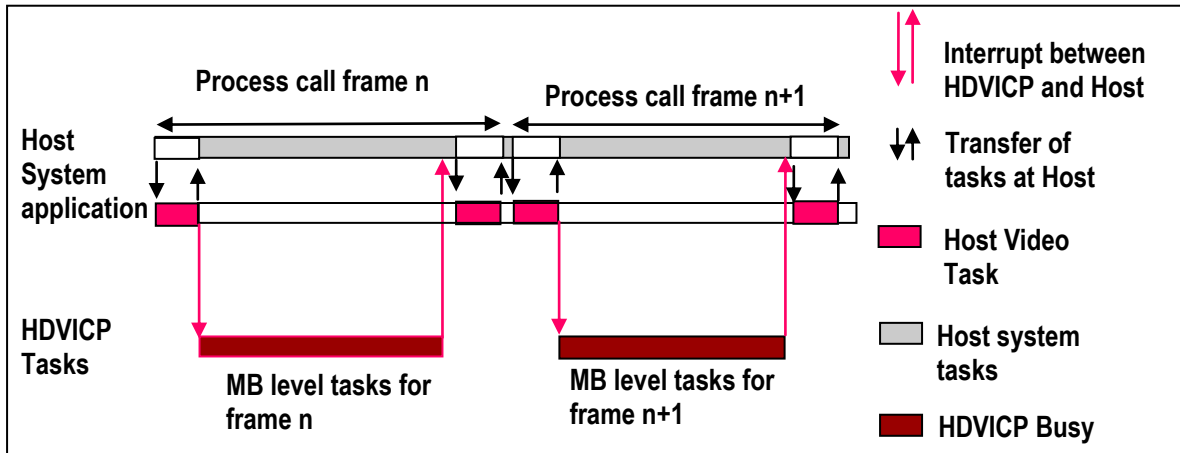 Process call frame n
Process call frame n+1
Host
System
application
HDVICP
Tasks
MB level tasks for
frame n
MB level tasks for
frame n+1
Interrupt between
HDVICP and Host
Transfer of
tasks at Host
Host Video
Task
Host system
tasks
HDVICP Busy